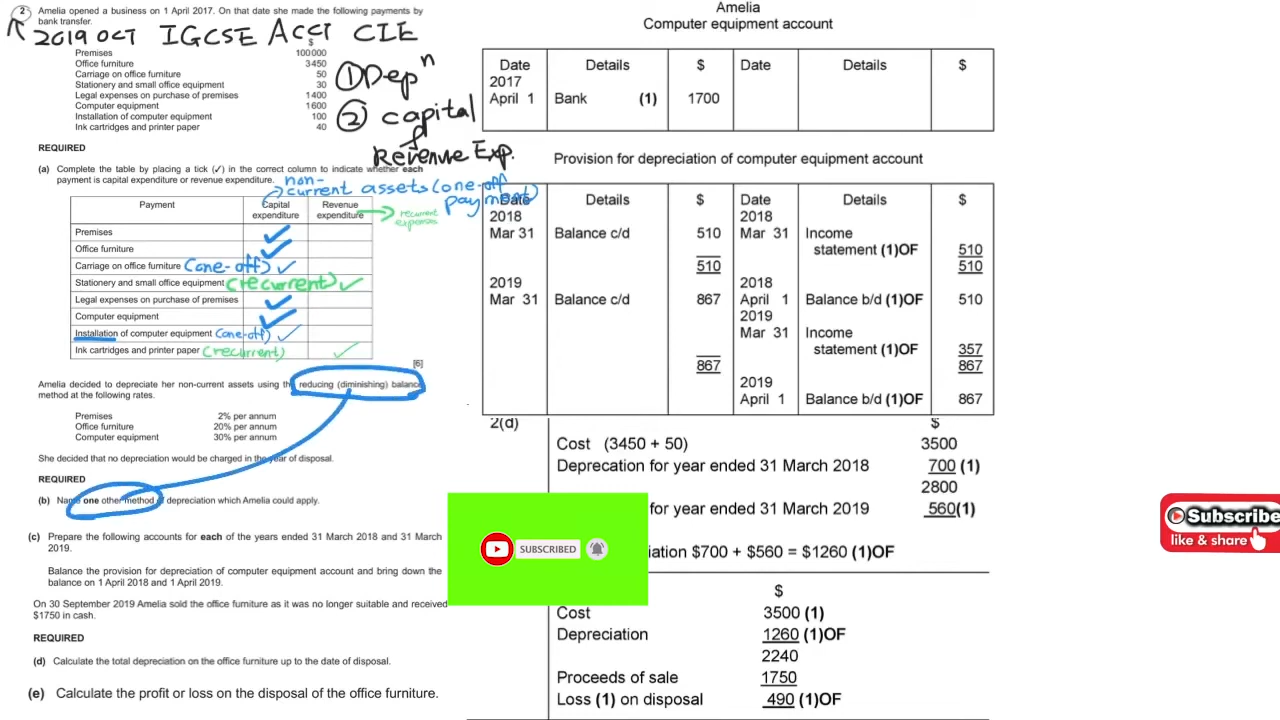 2 Amelia opened a business on 1 April 2017. On that date she made the following payments by
bank transfer.
2019 OCT IGCSE ACCT CIE
$
Premises 100 000
Office furniture 3 450
Carriage on office furniture 50
Stationery and small office equipment 30
Legal expenses on purchase of premises 1 400
Computer equipment 1 600
Installation of computer equipment 100
Ink cartridges and printer paper 40
① Depⁿ
② capital
&
Revenue Exp.
REQUIRED
(a) Complete the table by placing a tick (✓) in the correct column to indicate whether each
payment is capital expenditure or revenue expenditure.
non-
current assets (one-off
payment)
Payment Capital expenditure Revenue expenditure
recurrent
expenses
Premises ✓
Office furniture ✓
Carriage on office furniture (one-off) ✓
Stationery and small office equipment (recurrent) ✓
Legal expenses on purchase of premises ✓
Computer equipment ✓
Installation of computer equipment (one-off) ✓
Ink cartridges and printer paper (recurrent) ✓
[6]
Amelia decided to depreciate her non-current assets using the reducing (diminishing) balance
method at the following rates.
Premises 2% per annum
Office furniture 20% per annum
Computer equipment 30% per annum
She decided that no depreciation would be charged in the year of disposal.
REQUIRED
(b) Name one other method of depreciation which Amelia could apply.
(c) Prepare the following accounts for each of the years ended 31 March 2018 and 31 March
2019.
Balance the provision for depreciation of computer equipment account and bring down the
balance on 1 April 2018 and 1 April 2019.
On 30 September 2019 Amelia sold the office furniture as it was no longer suitable and received
$1750 in cash.
REQUIRED
(d) Calculate the total depreciation on the office furniture up to the date of disposal.
(e) Calculate the profit or loss on the disposal of the office furniture.
Amelia
Computer equipment account
Date Details $ Date Details $
2017
April 1 Bank (1) 1700
Provision for depreciation of computer equipment account
Date Details $ Date Details $
2018 2018
Mar 31 Balance c/d 510 Mar 31 Income
statement (1)OF 510
510 510
2019 2018
Mar 31 Balance c/d 867 April 1 Balance b/d (1)OF 510
2019
Mar 31 Income
statement (1)OF 357
867 867
2019
April 1 Balance b/d (1)OF 867
2(d) $
Cost (3450 + 50) 3500
Deprecation for year ended 31 March 2018 700 (1)
2800
for year ended 31 March 2019 560(1)
iation $700 + $560 = $1260 (1)OF
SUBSCRIBED
$
Cost 3500 (1)
Depreciation 1260 (1)OF
2240
Proceeds of sale 1750
Loss (1) on disposal 490 (1)OF
Subscribe
like & share